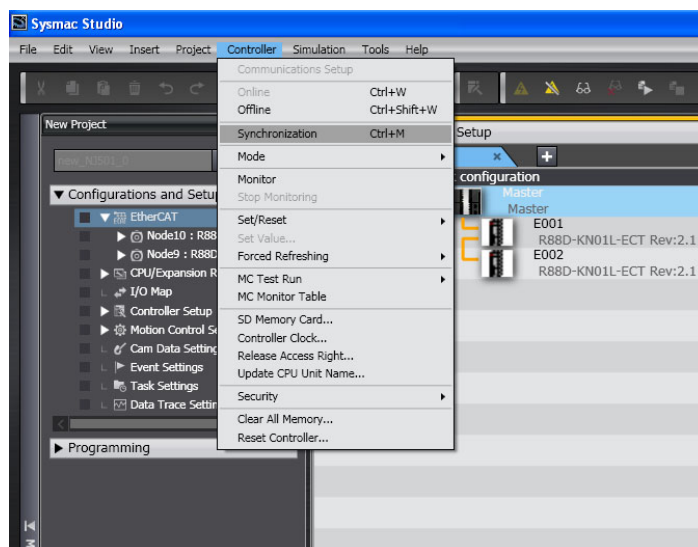 Sysmac Studio
File Edit View Insert Project Controller Simulation Tools Help
New Project
new_NJ501_0
Configurations and Setu
EtherCAT
Node10 : R88
Node9 : R88D
CPU/Expansion R
I/O Map
Controller Setup
Motion Control Se
Cam Data Setting
Event Settings
Task Settings
Data Trace Settin
Programming
Communications Setup
Online Ctrl+W
Offline Ctrl+Shift+W
Synchronization Ctrl+M
Mode
Monitor
Stop Monitoring
Set/Reset
Set Value...
Forced Refreshing
MC Test Run
MC Monitor Table
SD Memory Card...
Controller Clock...
Release Access Right...
Update CPU Unit Name...
Security
Clear All Memory...
Reset Controller...
Setup
configuration
Master
Master
E001
R88D-KN01L-ECT Rev:2.1
E002
R88D-KN01L-ECT Rev:2.1